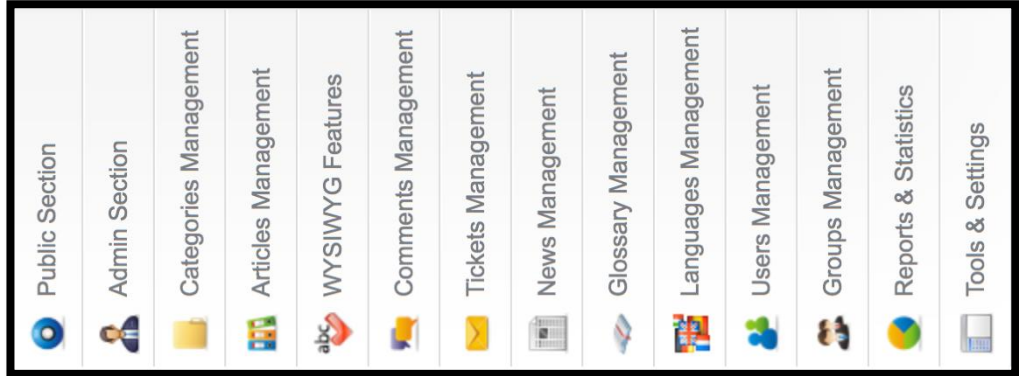 Public Section
Admin Section
Categories Management
Articles Management
abc WYSIWYG Features
Comments Management
Tickets Management
News Management
Glossary Management
Languages Management
Users Management
Groups Management
Reports & Statistics
Tools & Settings